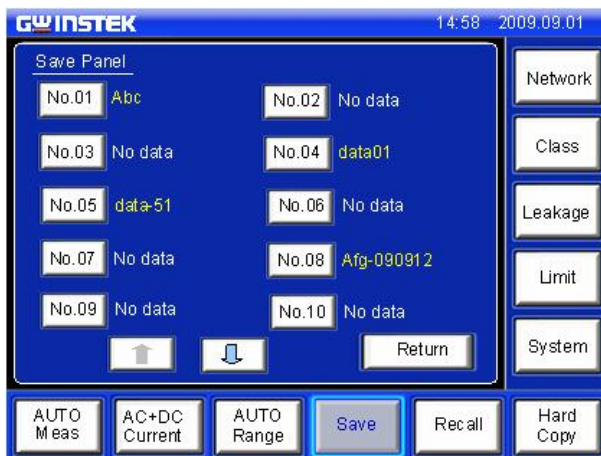 GWINSTEK 14:58 2009.09.01
Save Panel
No.01 Abc No.02 No data
No.03 No data No.04 data01
No.05 data-51 No.06 No data
No.07 No data No.08 Afg-090912
No.09 No data No.10 No data
Return
Network
Class
Leakage
Limit
System
AUTO
Meas
AC+DC
Current
AUTO
Range
Save
Recall
Hard
Copy